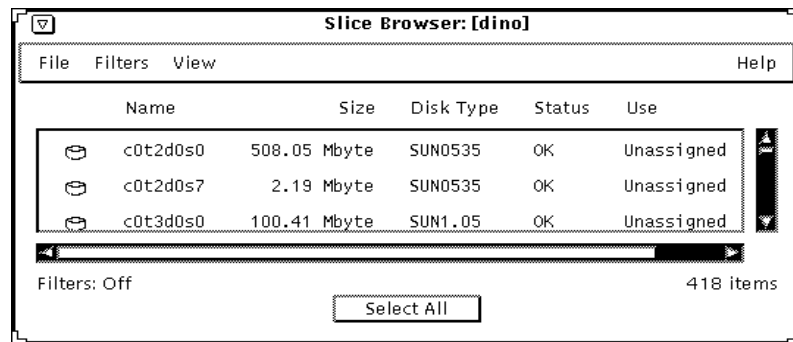 Slice Browser: [dino]
File Filters View Help
Name Size Disk Type Status Use
c0t2d0s0 508.05 Mbyte SUN0535 OK Unassigned
c0t2d0s7 2.19 Mbyte SUN0535 OK Unassigned
c0t3d0s0 100.41 Mbyte SUN1.05 OK Unassigned
Filters: Off 418 items
Select All